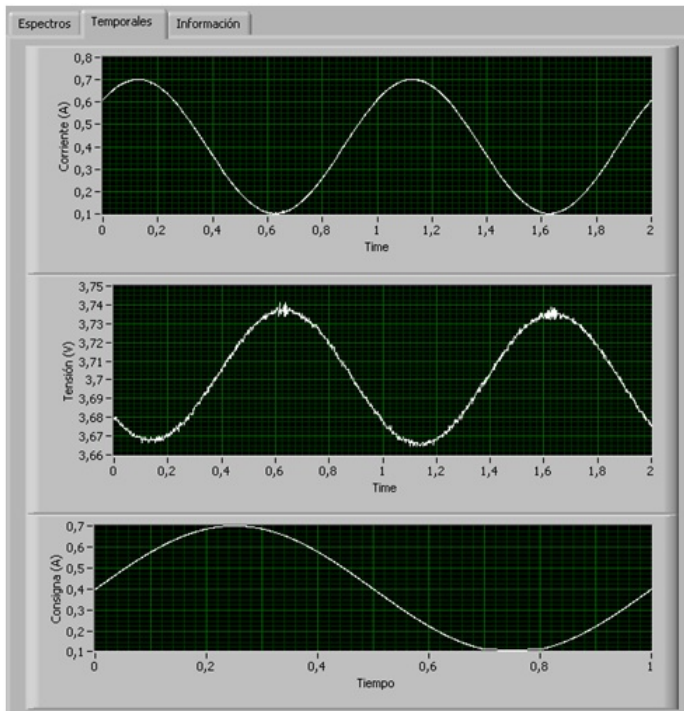 Espectros Temporales Información
0,8
0,7
0,6
0,5
0,4
0,3
0,2
0,1
Corriente (A)
0 0,2 0,4 0,6 0,8 1 1,2 1,4 1,6 1,8 2
Time
3,75
3,74
3,73
3,72
3,71
3,7
3,69
3,68
3,67
3,66
Tensión (V)
0 0,2 0,4 0,6 0,8 1 1,2 1,4 1,6 1,8 2
Time
0,7
0,6
0,5
0,4
0,3
0,2
0,1
Consigna (A)
0 0,2 0,4 0,6 0,8 1
Tiempo